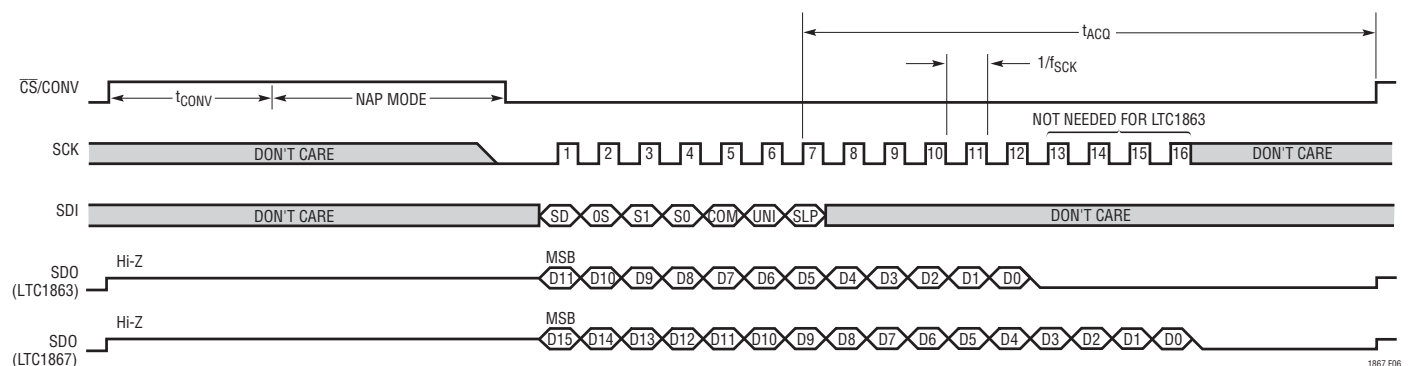 tACQ
1/fSCK
CS/CONV
tCONV
NAP MODE
NOT NEEDED FOR LTC1863
SCK
DON'T CARE
1 2 3 4 5 6 7 8 9 10 11 12 13 14 15 16
DON'T CARE
SDI
DON'T CARE
SD 0S S1 S0 COM UNI SLP
DON'T CARE
SDO
(LTC1863)
Hi-Z
MSB
D11 D10 D9 D8 D7 D6 D5 D4 D3 D2 D1 D0
SDO
(LTC1867)
Hi-Z
MSB
D15 D14 D13 D12 D11 D10 D9 D8 D7 D6 D5 D4 D3 D2 D1 D0
1867 F06